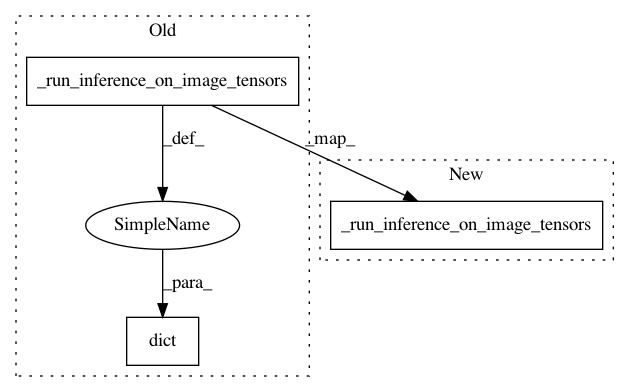 Old
_run_inference_on_image_tensors
_def_
_map_
New
SimpleName
_run_inference_on_image_tensors
_para_
dict